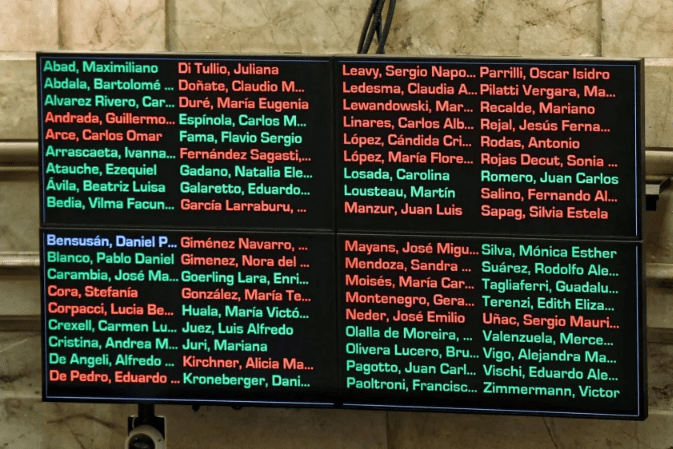 Abad, Maximiliano
Abdala, Bartolomé ...
Alvarez Rivero, Car...
Andrada, Guillermo...
Arce, Carlos Omar
Arrascaeta, Ivanna...
Atauche, Ezequiel
Ávila, Beatriz Luisa
Bedia, Vilma Facun...
Di Tullio, Juliana
Doñate, Claudio M...
Duré, María Eugenia
Espínola, Carlos M...
Fama, Flavio Sergio
Fernández Sagasti,...
Gadano, Natalia Ele...
Galaretto, Eduardo...
García Larraburu, ...
Leavy, Sergio Napo...
Ledesma, Claudia A...
Lewandowski, Mar...
Linares, Carlos Alb...
López, Cándida Cri...
López, María Flore...
Losada, Carolina
Lousteau, Martín
Manzur, Juan Luis
Parrilli, Oscar Isidro
Pilatti Vergara, Ma...
Recalde, Mariano
Rejal, Jesús Ferna...
Rodas, Antonio
Rojas Decut, Sonia ...
Romero, Juan Carlos
Salino, Fernando Al...
Sapag, Silvia Estela
Bensusán, Daniel P...
Blanco, Pablo Daniel
Carambia, José Ma...
Cora, Stefanía
Corpacci, Lucia Be...
Crexell, Carmen Lu...
Cristina, Andrea M...
De Angeli, Alfredo ...
De Pedro, Eduardo ...
Giménez Navarro, ...
Gimenez, Nora del ...
Goerling Lara, Enri...
González, María Te...
Huala, María Victó...
Juez, Luis Alfredo
Juri, Mariana
Kirchner, Alicia Ma...
Kroneberger, Dani...
Mayans, José Migu...
Mendoza, Sandra ...
Moisés, María Car...
Montenegro, Gera...
Neder, José Emilio
Olalla de Moreira, ...
Olivera Lucero, Bru...
Pagotto, Juan Carl...
Paoltroni, Francisc...
Silva, Mónica Esther
Suárez, Rodolfo Ale...
Tagliaferri, Guadalu...
Terenzi, Edith Eliza...
Uñac, Sergio Mauri...
Valenzuela, Merce...
Vigo, Alejandra Ma...
Vischi, Eduardo Ale...
Zimmermann, Victor